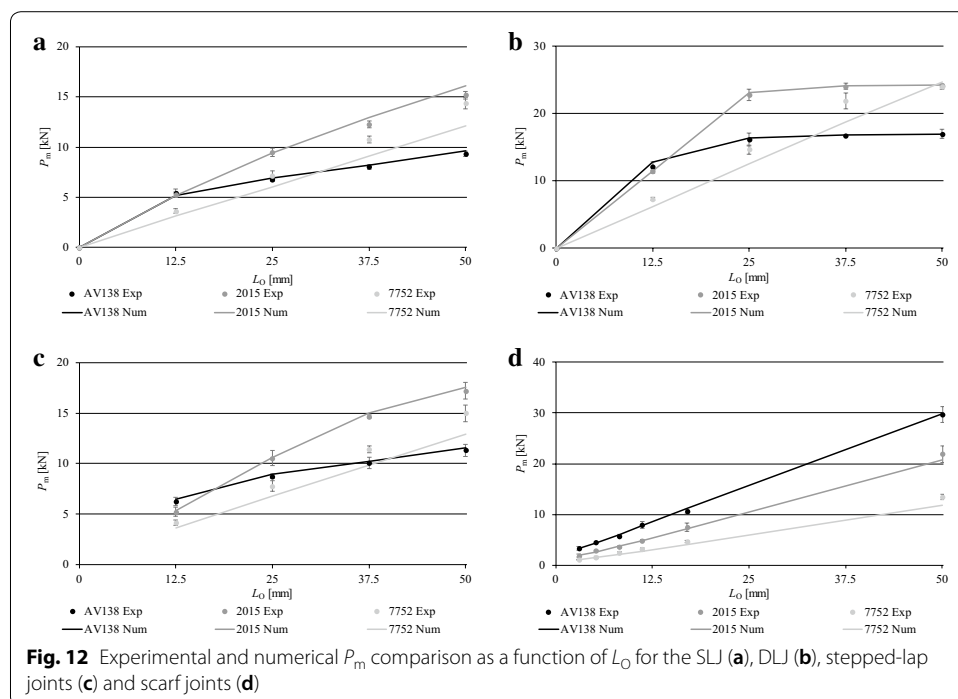 a
20
15
10
5
0
P_m [kN]
0 12.5 25 37.5 50
L_O [mm]
AV138 Exp 2015 Exp 7752 Exp
AV138 Num 2015 Num 7752 Num
b
30
20
10
0
P_m [kN]
0 12.5 25 37.5 50
L_O [mm]
AV138 Exp 2015 Exp 7752 Exp
AV138 Num 2015 Num 7752 Num
c
20
15
10
5
0
P_m [kN]
0 12.5 25 37.5 50
L_O [mm]
AV138 Exp 2015 Exp 7752 Exp
AV138 Num 2015 Num 7752 Num
d
40
30
20
10
0
P_m [kN]
0 12.5 25 37.5 50
L_O [mm]
AV138 Exp 2015 Exp 7752 Exp
AV138 Num 2015 Num 7752 Num
Fig. 12 Experimental and numerical P_m comparison as a function of L_O for the SLJ (a), DLJ (b), stepped-lap
joints (c) and scarf joints (d)